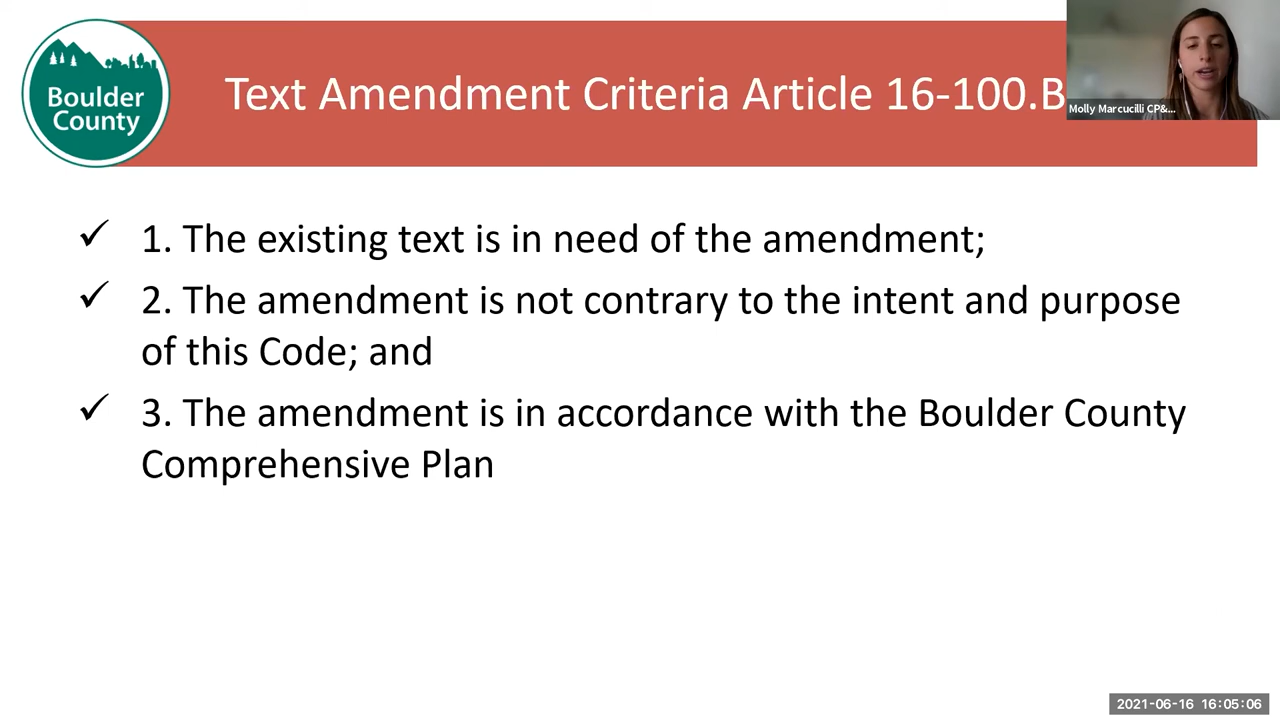 Boulder
County
Text Amendment Criteria Article 16-100.B
Molly Marcucilli CP&...
✓ 1. The existing text is in need of the amendment;
✓ 2. The amendment is not contrary to the intent and purpose
of this Code; and
✓ 3. The amendment is in accordance with the Boulder County
Comprehensive Plan
2021-06-16 16:05:06